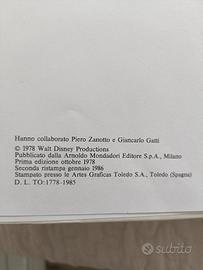 Hanno collaborato Piero Zanotto e Giancarlo Gatti
© 1978 Walt Disney Productions
Pubblicato dalla Arnoldo Mondadori Editore S.p.A., Milano
Prima edizione ottobre 1978
Seconda ristampa gennaio 1986
Stampato presso le Artes Graficas Toledo S.A., Toledo (Spagna)
D. L. TO:1778-1985
subito